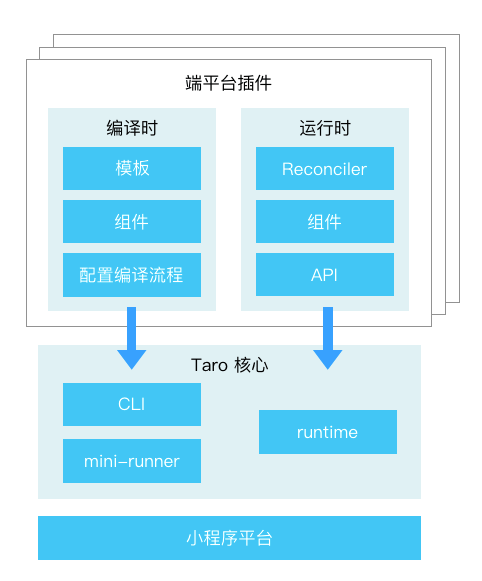 端平台插件
编译时
模板
组件
配置编译流程
运行时
Reconciler
组件
API
Taro 核心
CLI
mini-runner
runtime
小程序平台